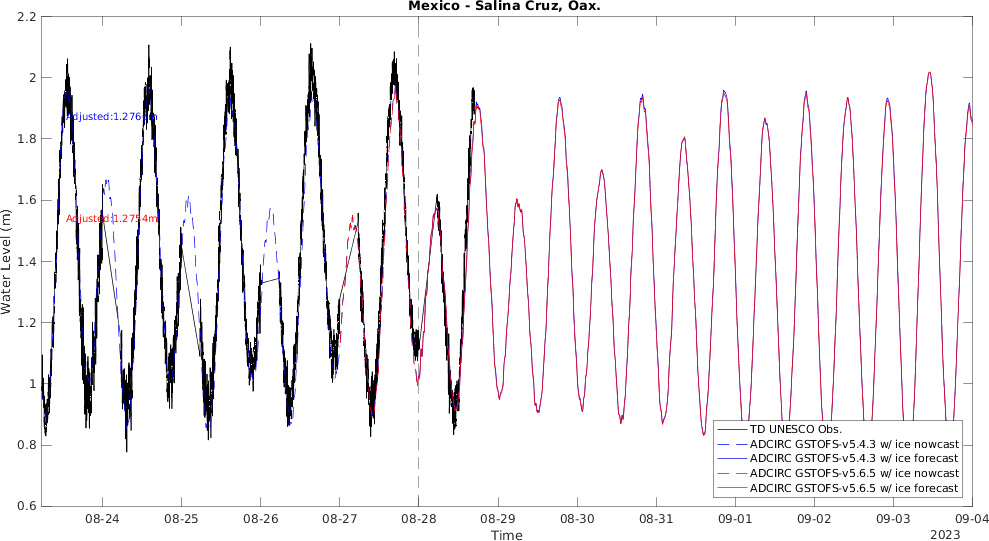 Mexico - Salina Cruz, Oax.
2.2
2
1.8
1.6
1.4
1.2
1
0.8
0.6
Water Level (m)
Adjusted:1.276
Adjusted:1.2754m
TD UNESCO Obs.
ADCIRC GSTOFS-v5.4.3 w/ ice nowcast
ADCIRC GSTOFS-v5.4.3 w/ ice forecast
ADCIRC GSTOFS-v5.6.5 w/ ice nowcast
ADCIRC GSTOFS-v5.6.5 w/ ice forecast
08-24 08-25 08-26 08-27 08-28 08-29 08-30 08-31 09-01 09-02 09-03 09-04
Time
2023